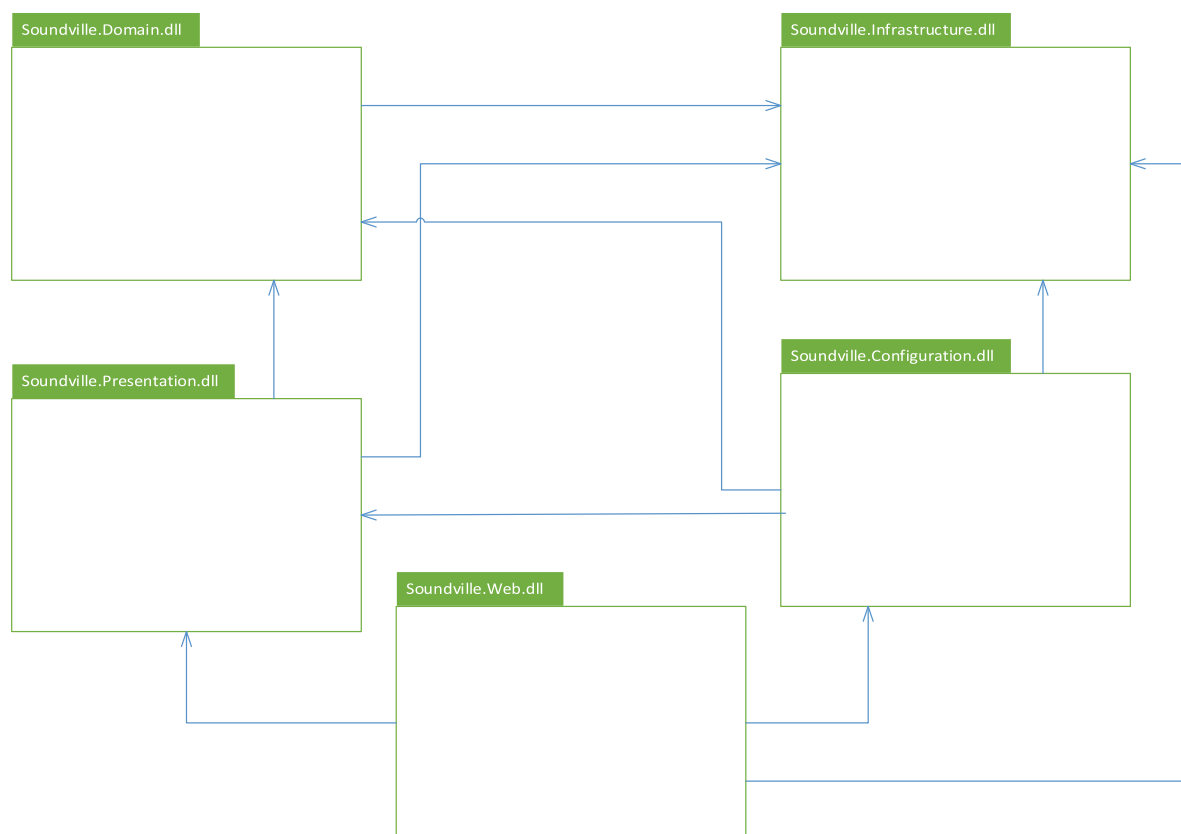 Soundville.Domain.dll
Soundville.Infrastructure.dll
Soundville.Configuration.dll
Soundville.Presentation.dll
Soundville.Web.dll